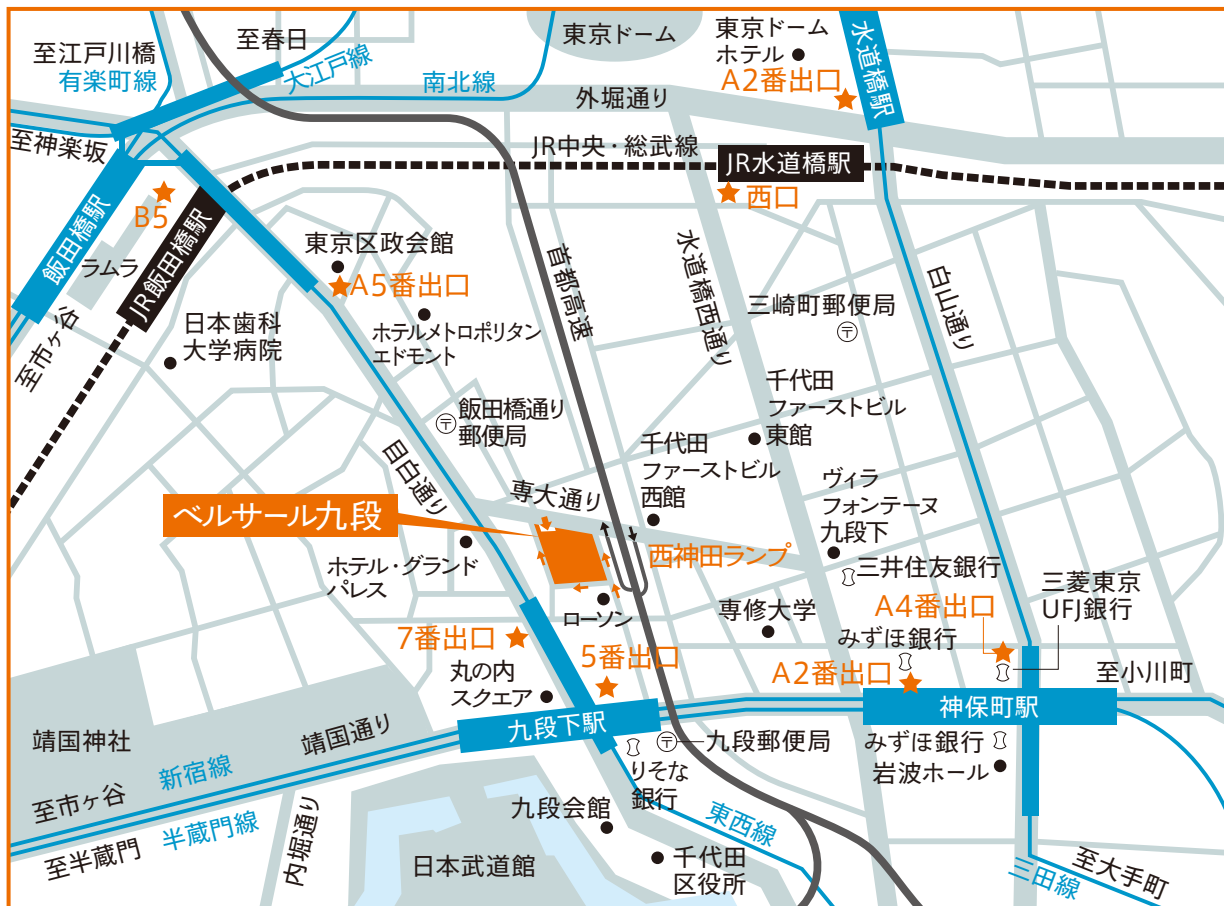 東京ドーム
東京ドーム
ホテル
A2番出口
水道橋駅
至春日
至江戸川橋
有楽町線
大江戸線
南北線
外堀通り
至神楽坂
JR中央・総武線
JR水道橋駅
西口
飯田橋駅
B5
ラムラ
JR飯田橋駅
至市ヶ谷
東京区政会館
A5番出口
ホテルメトロポリタン
エドモント
日本歯科
大学病院
首都高速
水道橋西通り
白山通り
三崎町郵便局
〒
千代田
ファーストビル
東館
〒
飯田橋通り
郵便局
目白通り
千代田
ファーストビル
西館
専大通り
ヴィラ
フォンテーヌ
九段下
ベルサール九段
西神田ランプ
ホテル・グランド
パレス
ローソン
三井住友銀行
三菱東京
UFJ銀行
A4番出口
専修大学
みずほ銀行
A2番出口
7番出口
5番出口
丸の内
スクエア
至小川町
神保町駅
九段下駅
靖国神社
靖国通り
〒
九段郵便局
みずほ銀行
岩波ホール
りそな
銀行
新宿線
至市ヶ谷
半蔵門線
至半蔵門
内堀通り
九段会館
日本武道館
千代田
区役所
東西線
三田線
至大手町